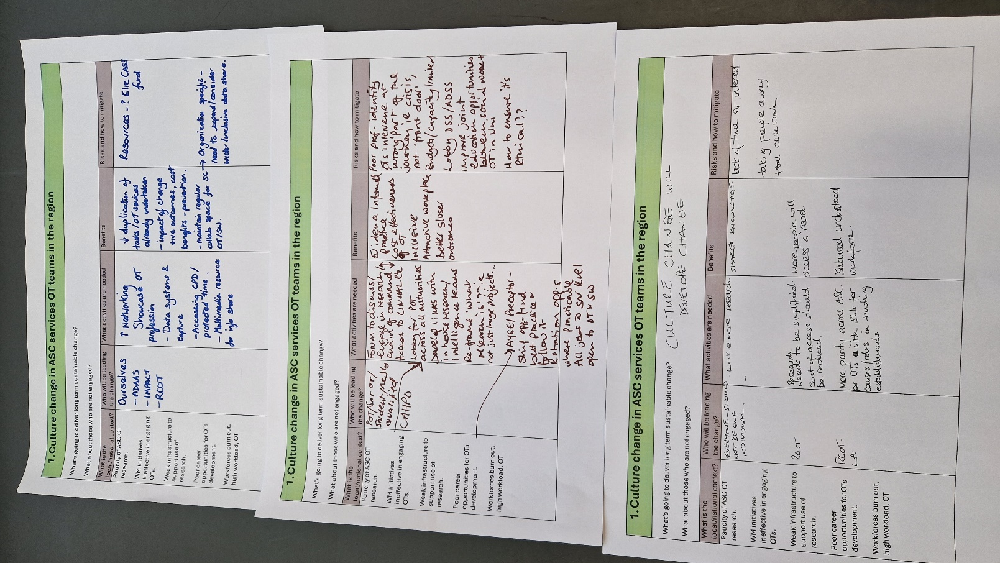 1. Culture change in ASC services OT teams in the region
What's going to deliver long term sustainable change?
What about those who are not engaged?
What is the
local/national context?
Who will be leading
the change?
What activities are needed
Benefits
Risks and how to mitigate
Paucity of ASC OT
research.
WM initiatives
ineffective in engaging
OTs.
Weak infrastructure to
support use of
research.
Poor career
opportunities for OTs
development.
Workforces burn out,
high workload, OT
Ourselves
- ADASS
- IMPACT
- RCOT
↑ Networking
Showcase OT
profession
- Data systems &
capture
- Accessing CPD/
protected time.
- Multimedia resource
for info share
↓ duplication of
tasks/OT services
already undertaken
- impact of change
+ive outcomes, cost
benefits - prevention.
- maintain regular
collab space for SC
OT/SW.
Resources - ? Eliz CASS
fund
→ Organisation specific -
need to expand/consider
wider/inclusive data share.
1. Culture change in ASC services OT teams in the region
What's going to deliver long term sustainable change?
What about those who are not engaged?
What is the
local/national context?
Who will be leading
the change?
What activities are needed
Benefits
Risks and how to mitigate
Paucity of ASC OT
research.
WM initiatives
ineffective in engaging
OTs.
Weak infrastructure to
support use of
research.
Poor career
opportunities for OTs
development.
Workforces burn out,
high workload, OT
POT/Snr OT/
Student/newly
qualified
CAHPO
Forum to discuss/
engage in research/↑
chain of command ↓
Access to CINHAL etc
Lobby for POT
across all authorities
Develop links with
in house research/
intelligence teams
Re-frame 'what
research is'?? ie
not just large projects...
AYSE/Preceptor-
ship opp - find
best practice &
follow it
Rotation opp's
where practicable
All jean's snr level
open to OT & SW
Evidence Informed
practice
Cost effectiveness
of OT
Inclusive
Attractive workplace
better sloser
outcomes
Poor prof. identity
OTs intervene at
'wrong' part of the
journey ie crisis,
not 'front door',
Budgets/capacity limited
Lobby DSS/ADSS
Improve joint
education opportunities
between social work +
OT in Uni
How to ensure it's
ethical??
1. Culture change in ASC services OT teams in the region
What's going to deliver long term sustainable change? CULTURE CHANGE WILL
DEVELOPE CHANGE
What about those who are not engaged?
What is the
local/national context?
Who will be leading
the change?
What activities are needed
Benefits
Risks and how to mitigate
Paucity of ASC OT
research.
WM initiatives
ineffective in engaging
OTs.
Weak infrastructure to
support use of
research.
Poor career
opportunities for OTs
development.
Workforces burn out,
high workload, OT
EVERYONE - SHOULD
NOT BE ONE
INDIVIDUAL.
RCOT
RCOT.
LA
- LOOK @ MORE RESEARCH
-
Research
Needs to be simplified.
Cost of access should
be reduced.
More parity across ASC
for OTs with SWs for
courses/roles in teaching
establishments
SHARED KNOWLEDGE
More people will
access & read.
Balanced understood
workforce.
lack of time or interest
taking people away
from casework.